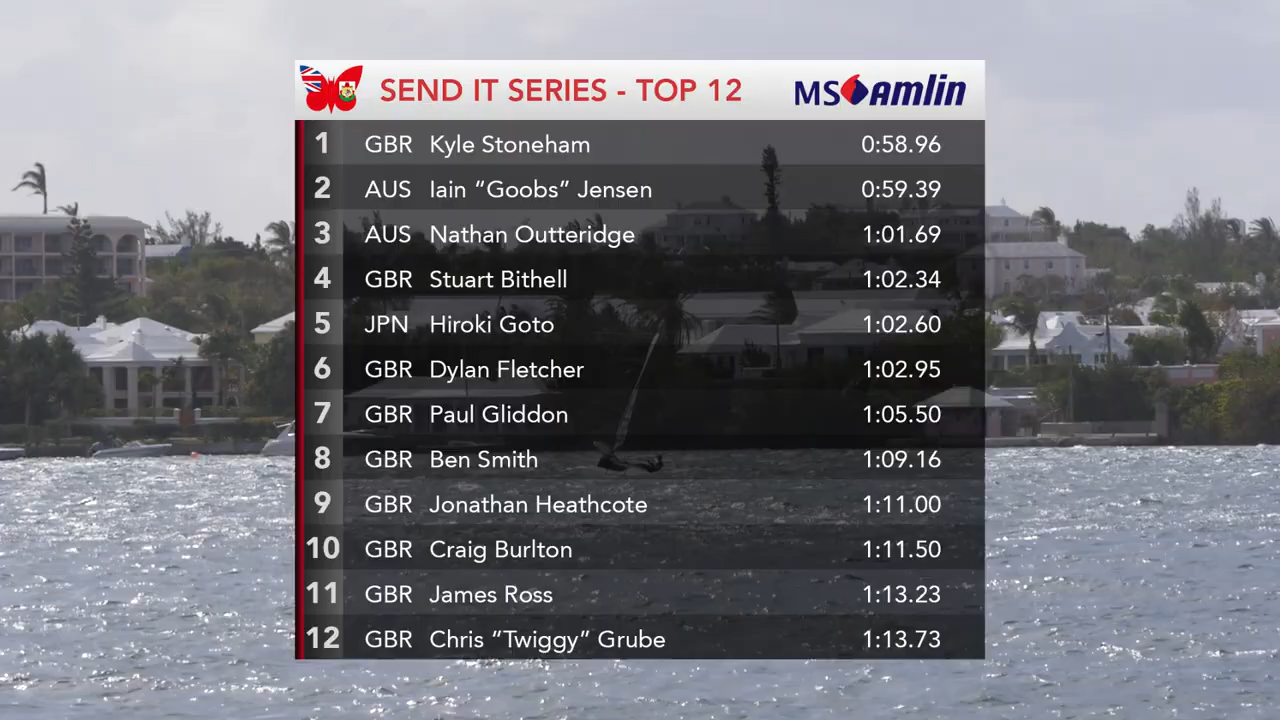 SEND IT SERIES - TOP 12 MS amlin
1 GBR Kyle Stoneham 0:58.96
2 AUS Iain “Goobs” Jensen 0:59.39
3 AUS Nathan Outteridge 1:01.69
4 GBR Stuart Bithell 1:02.34
5 JPN Hiroki Goto 1:02.60
6 GBR Dylan Fletcher 1:02.95
7 GBR Paul Gliddon 1:05.50
8 GBR Ben Smith 1:09.16
9 GBR Jonathan Heathcote 1:11.00
10 GBR Craig Burlton 1:11.50
11 GBR James Ross 1:13.23
12 GBR Chris “Twiggy” Grube 1:13.73